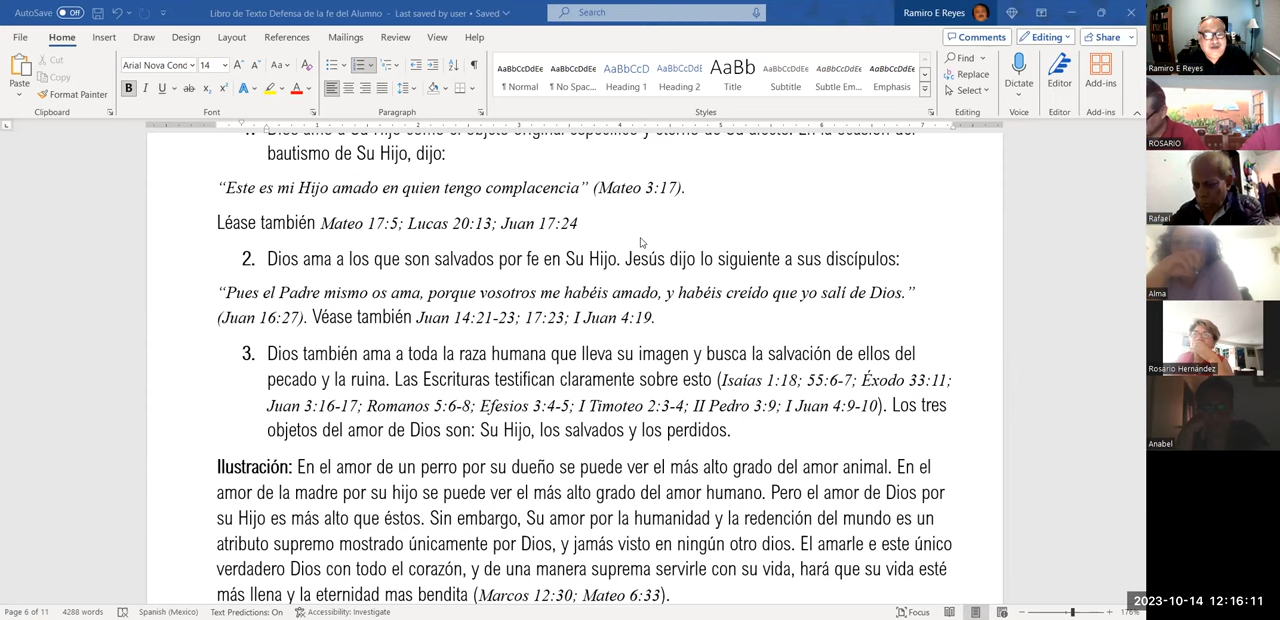 AutoSave Off Libro de Texto Defensa de la fe del Alumno - Last saved by user • Saved Search Ramiro E Reyes
File Home Insert Draw Design Layout References Mailings Review View Help Comments Editing Share
Paste Cut Copy Format Painter
Arial Nova Conc 14
AaBbCcDdEe AaBbCcDdEe AaBbCcD AaBbCcDdE AaBb AaBbCcDdEe AaBbCcDdEe AaBbCcDdEe
¶ Normal ¶ No Spac... Heading 1 Heading 2 Title Subtitle Subtle Em... Emphasis
Find Replace Select Dictate Editor Add-ins
Clipboard Font Paragraph Styles Editing Voice Editor Add-ins
bautismo de Su Hijo, dijo:
“Este es mi Hijo amado en quien tengo complacencia” (Mateo 3:17).
Léase también Mateo 17:5; Lucas 20:13; Juan 17:24
2. Dios ama a los que son salvados por fe en Su Hijo. Jesús dijo lo siguiente a sus discípulos:
“Pues el Padre mismo os ama, porque vosotros me habéis amado, y habéis creído que yo salí de Dios.”
(Juan 16:27). Véase también Juan 14:21-23; 17:23; I Juan 4:19.
3. Dios también ama a toda la raza humana que lleva su imagen y busca la salvación de ellos del
pecado y la ruina. Las Escrituras testifican claramente sobre esto (Isaías 1:18; 55:6-7; Éxodo 33:11;
Juan 3:16-17; Romanos 5:6-8; Efesios 3:4-5; I Timoteo 2:3-4; II Pedro 3:9; I Juan 4:9-10). Los tres
objetos del amor de Dios son: Su Hijo, los salvados y los perdidos.
Ilustración: En el amor de un perro por su dueño se puede ver el más alto grado del amor animal. En el
amor de la madre por su hijo se puede ver el más alto grado del amor humano. Pero el amor de Dios por
su Hijo es más alto que éstos. Sin embargo, Su amor por la humanidad y la redención del mundo es un
atributo supremo mostrado únicamente por Dios, y jamás visto en ningún otro dios. El amarle e este único
verdadero Dios con todo el corazón, y de una manera suprema servirle con su vida, hará que su vida esté
más llena y la eternidad mas bendita (Marcos 12:30; Mateo 6:33).
Page 6 of 11 4288 words Spanish (Mexico) Text Predictions: On Accessibility: Investigate Focus 176%
Ramiro E Reyes
ROSARIO
Rafael
Alma
Rosario Hernández
Anabel
2023-10-14 12:16:11